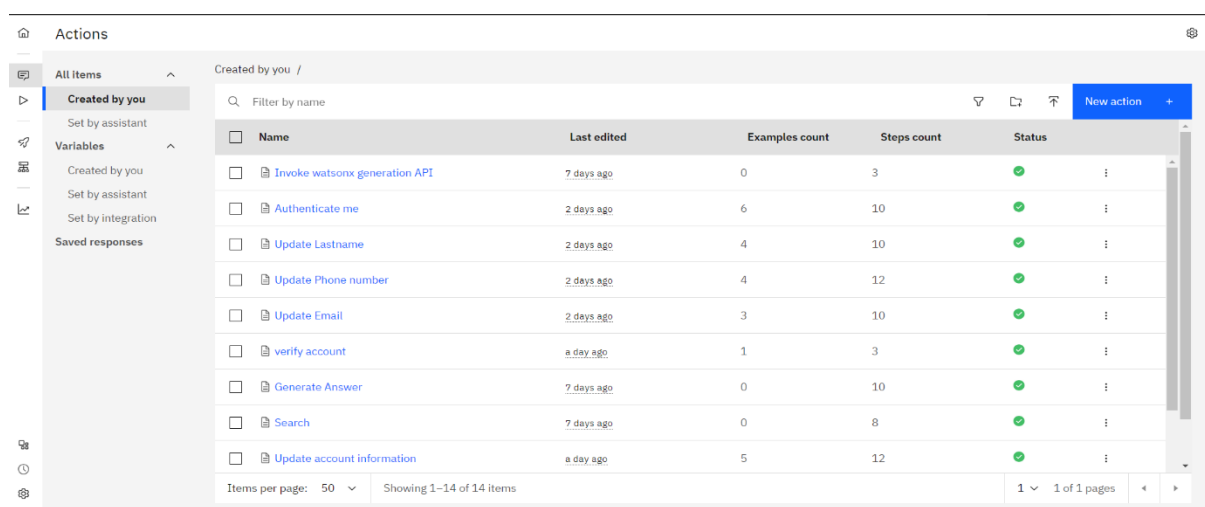 Actions
All items
Created by you
Set by assistant
Variables
Created by you
Set by assistant
Set by integration
Saved responses
Created by you /
Filter by name
New action +
Name Last edited Examples count Steps count Status
Invoke watsonx generation API 7 days ago 0 3
Authenticate me 2 days ago 6 10
Update Lastname 2 days ago 4 10
Update Phone number 2 days ago 4 12
Update Email 2 days ago 3 10
verify account a day ago 1 3
Generate Answer 7 days ago 0 10
Search 7 days ago 0 8
Update account information a day ago 5 12
Items per page: 50 Showing 1–14 of 14 items 1 1 of 1 pages